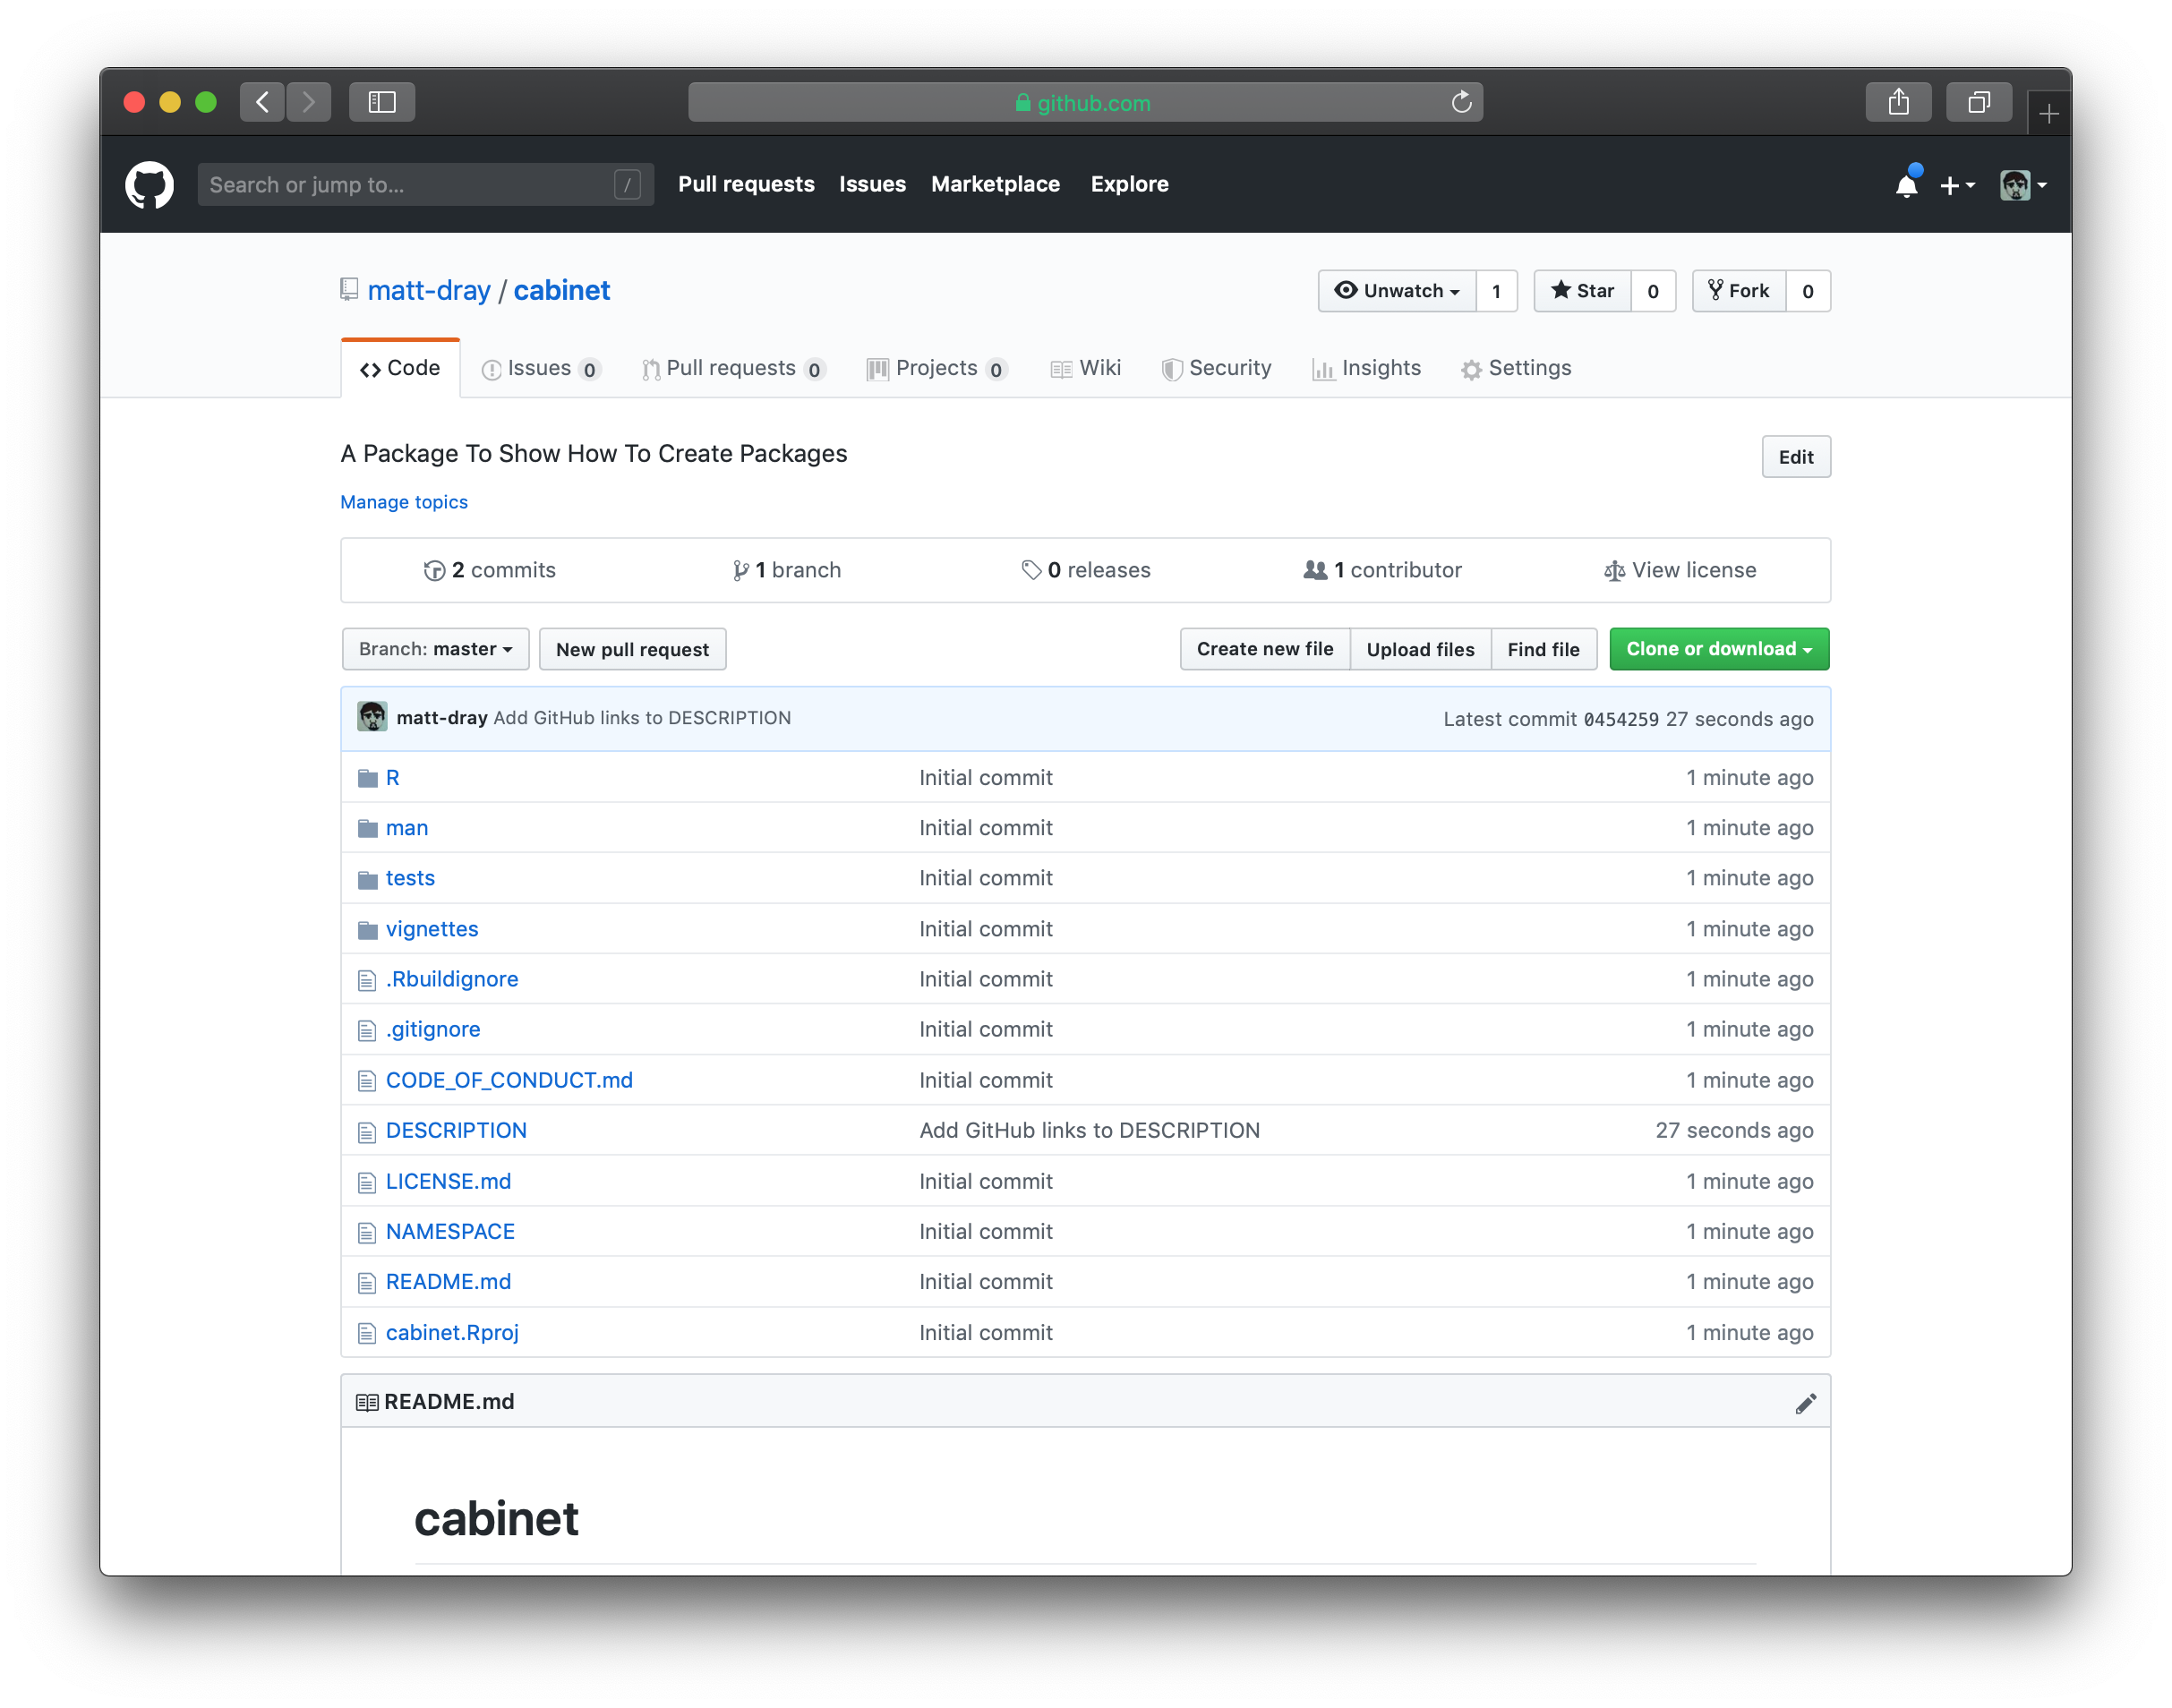 github.com
Search or jump to... /
Pull requests Issues Marketplace Explore
matt-dray / cabinet
Unwatch 1 Star 0 Fork 0
Code Issues 0 Pull requests 0 Projects 0 Wiki Security Insights Settings
A Package To Show How To Create Packages
Edit
Manage topics
2 commits 1 branch 0 releases 1 contributor View license
Branch: master New pull request Create new file Upload files Find file Clone or download
matt-dray Add GitHub links to DESCRIPTION Latest commit 0454259 27 seconds ago
R Initial commit 1 minute ago
man Initial commit 1 minute ago
tests Initial commit 1 minute ago
vignettes Initial commit 1 minute ago
.Rbuildignore Initial commit 1 minute ago
.gitignore Initial commit 1 minute ago
CODE_OF_CONDUCT.md Initial commit 1 minute ago
DESCRIPTION Add GitHub links to DESCRIPTION 27 seconds ago
LICENSE.md Initial commit 1 minute ago
NAMESPACE Initial commit 1 minute ago
README.md Initial commit 1 minute ago
cabinet.Rproj Initial commit 1 minute ago
README.md
cabinet